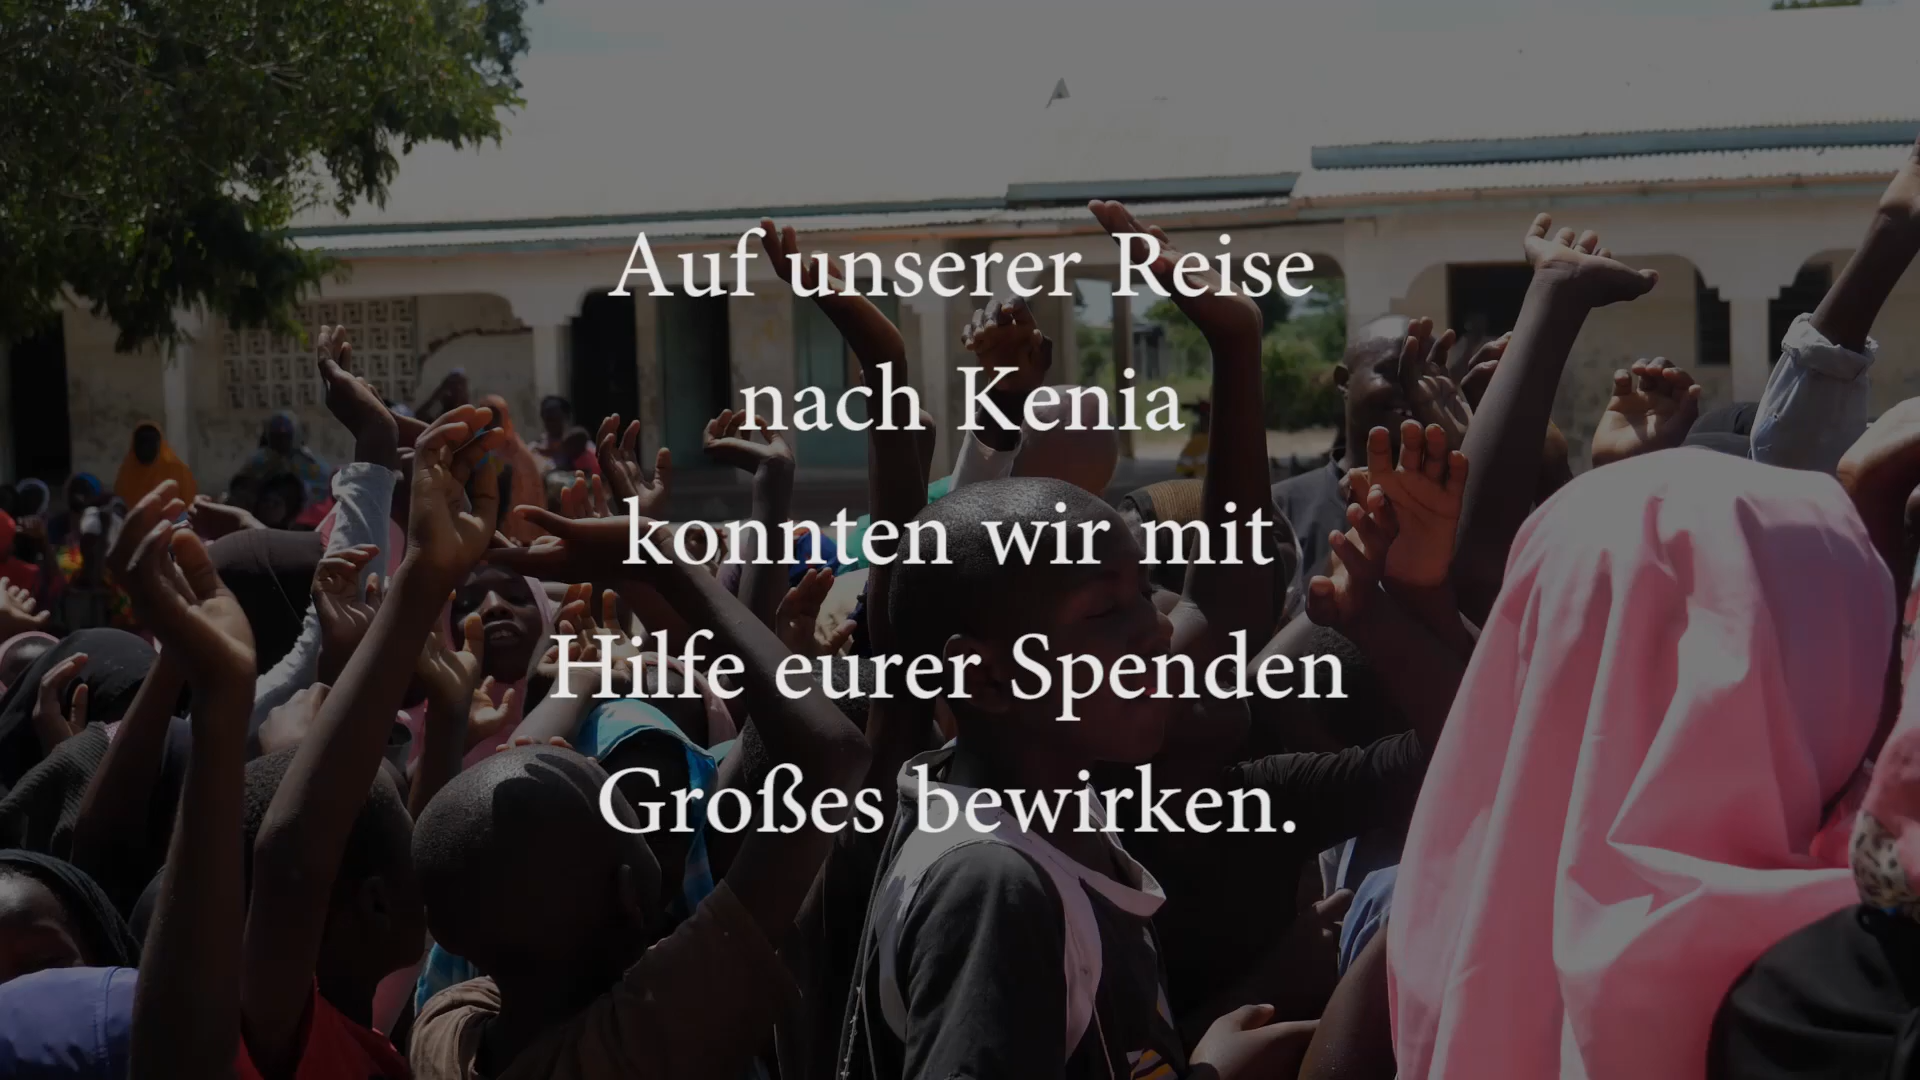 Auf unserer Reise
nach Kenia
konnten wir mit
Hilfe eurer Spenden
Großes bewirken.